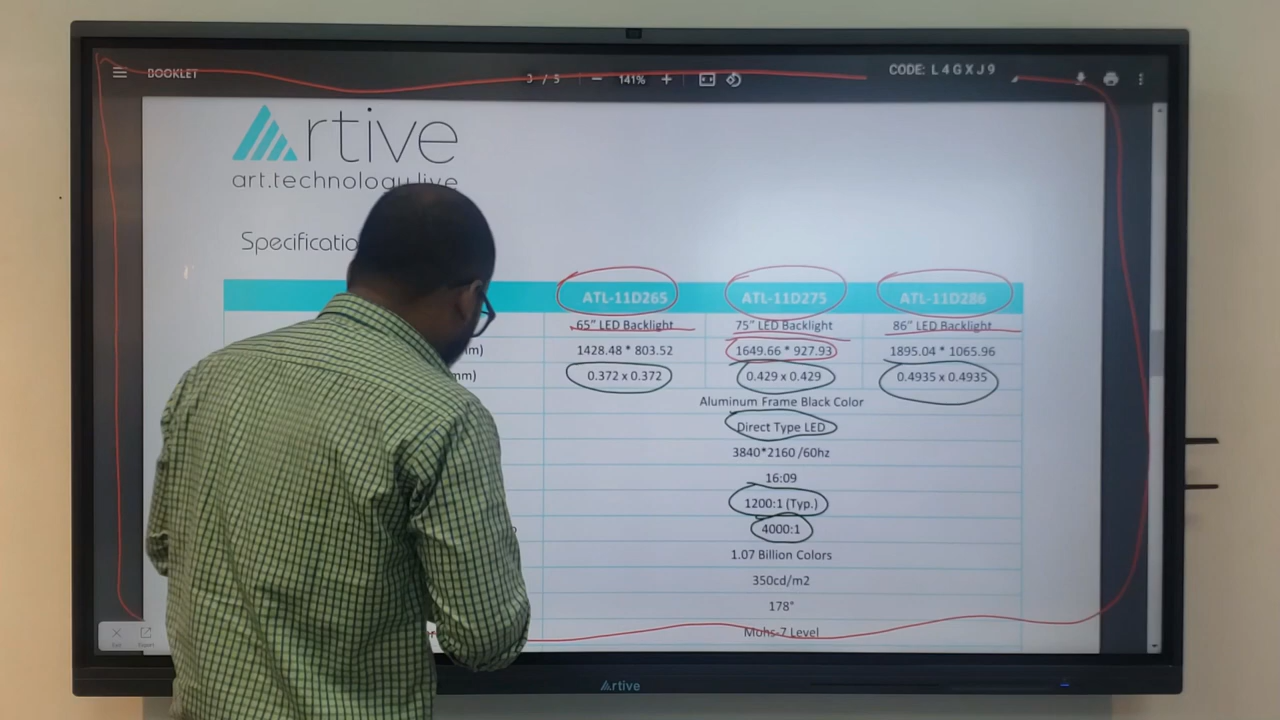 BOOKLET
3 / 5
141%
CODE: L4GXJ9
Artive
art.technology.live
Specificatio
ATL-11D265 ATL-11D275 ATL-11D286
65" LED Backlight 75" LED Backlight 86" LED Backlight
mm) 1428.48 * 803.52 1649.66 * 927.93 1895.04 * 1065.96
mm) 0.372 x 0.372 0.429 x 0.429 0.4935 x 0.4935
Aluminum Frame Black Color
Direct Type LED
3840*2160 /60hz
16:09
1200:1 (Typ.)
4000:1
1.07 Billion Colors
350cd/m2
178°
Mohs-7 Level
Artive